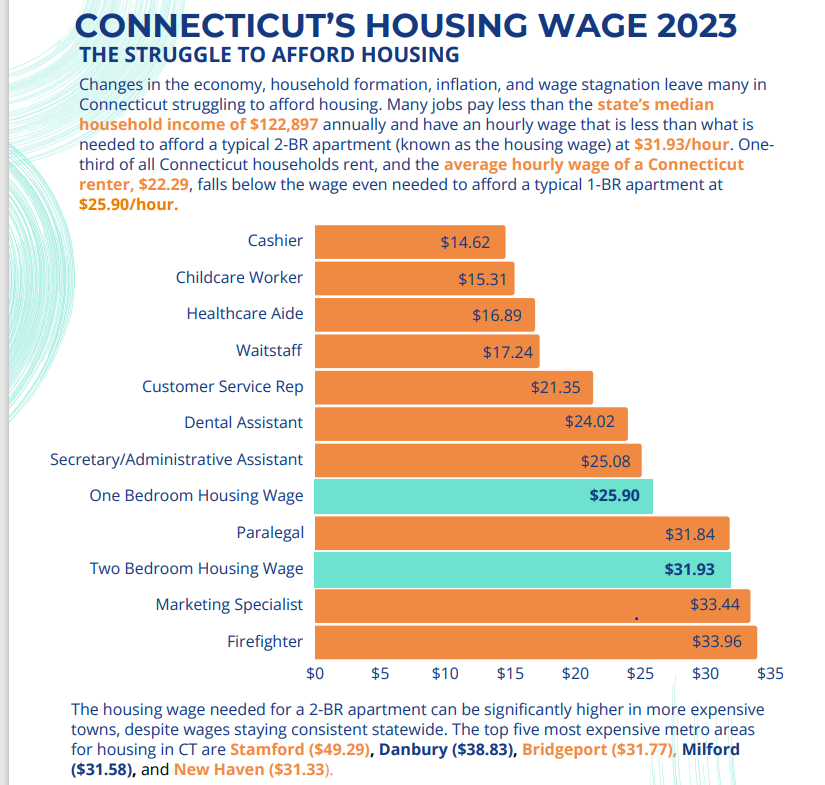 CONNECTICUT'S HOUSING WAGE 2023
THE STRUGGLE TO AFFORD HOUSING
Changes in the economy, household formation, inflation, and wage stagnation leave many in
Connecticut struggling to afford housing. Many jobs pay less than the state's median
household income of $122,897 annually and have an hourly wage that is less than what is
needed to afford a typical 2-BR apartment (known as the housing wage) at $31.93/hour. One-
third of all Connecticut households rent, and the average hourly wage of a Connecticut
renter, $22.29, falls below the wage even needed to afford a typical 1-BR apartment at
$25.90/hour.
Cashier $14.62
Childcare Worker $15.31
Healthcare Aide $16.89
Waitstaff $17.24
Customer Service Rep $21.35
Dental Assistant $24.02
Secretary/Administrative Assistant $25.08
One Bedroom Housing Wage $25.90
Paralegal $31.84
Two Bedroom Housing Wage $31.93
Marketing Specialist $33.44
Firefighter $33.96
$0 $5 $10 $15 $20 $25 $30 $35
The housing wage needed for a 2-BR apartment can be significantly higher in more expensive
towns, despite wages staying consistent statewide. The top five most expensive metro areas
for housing in CT are Stamford ($49.29), Danbury ($38.83), Bridgeport ($31.77), Milford
($31.58), and New Haven ($31.33).